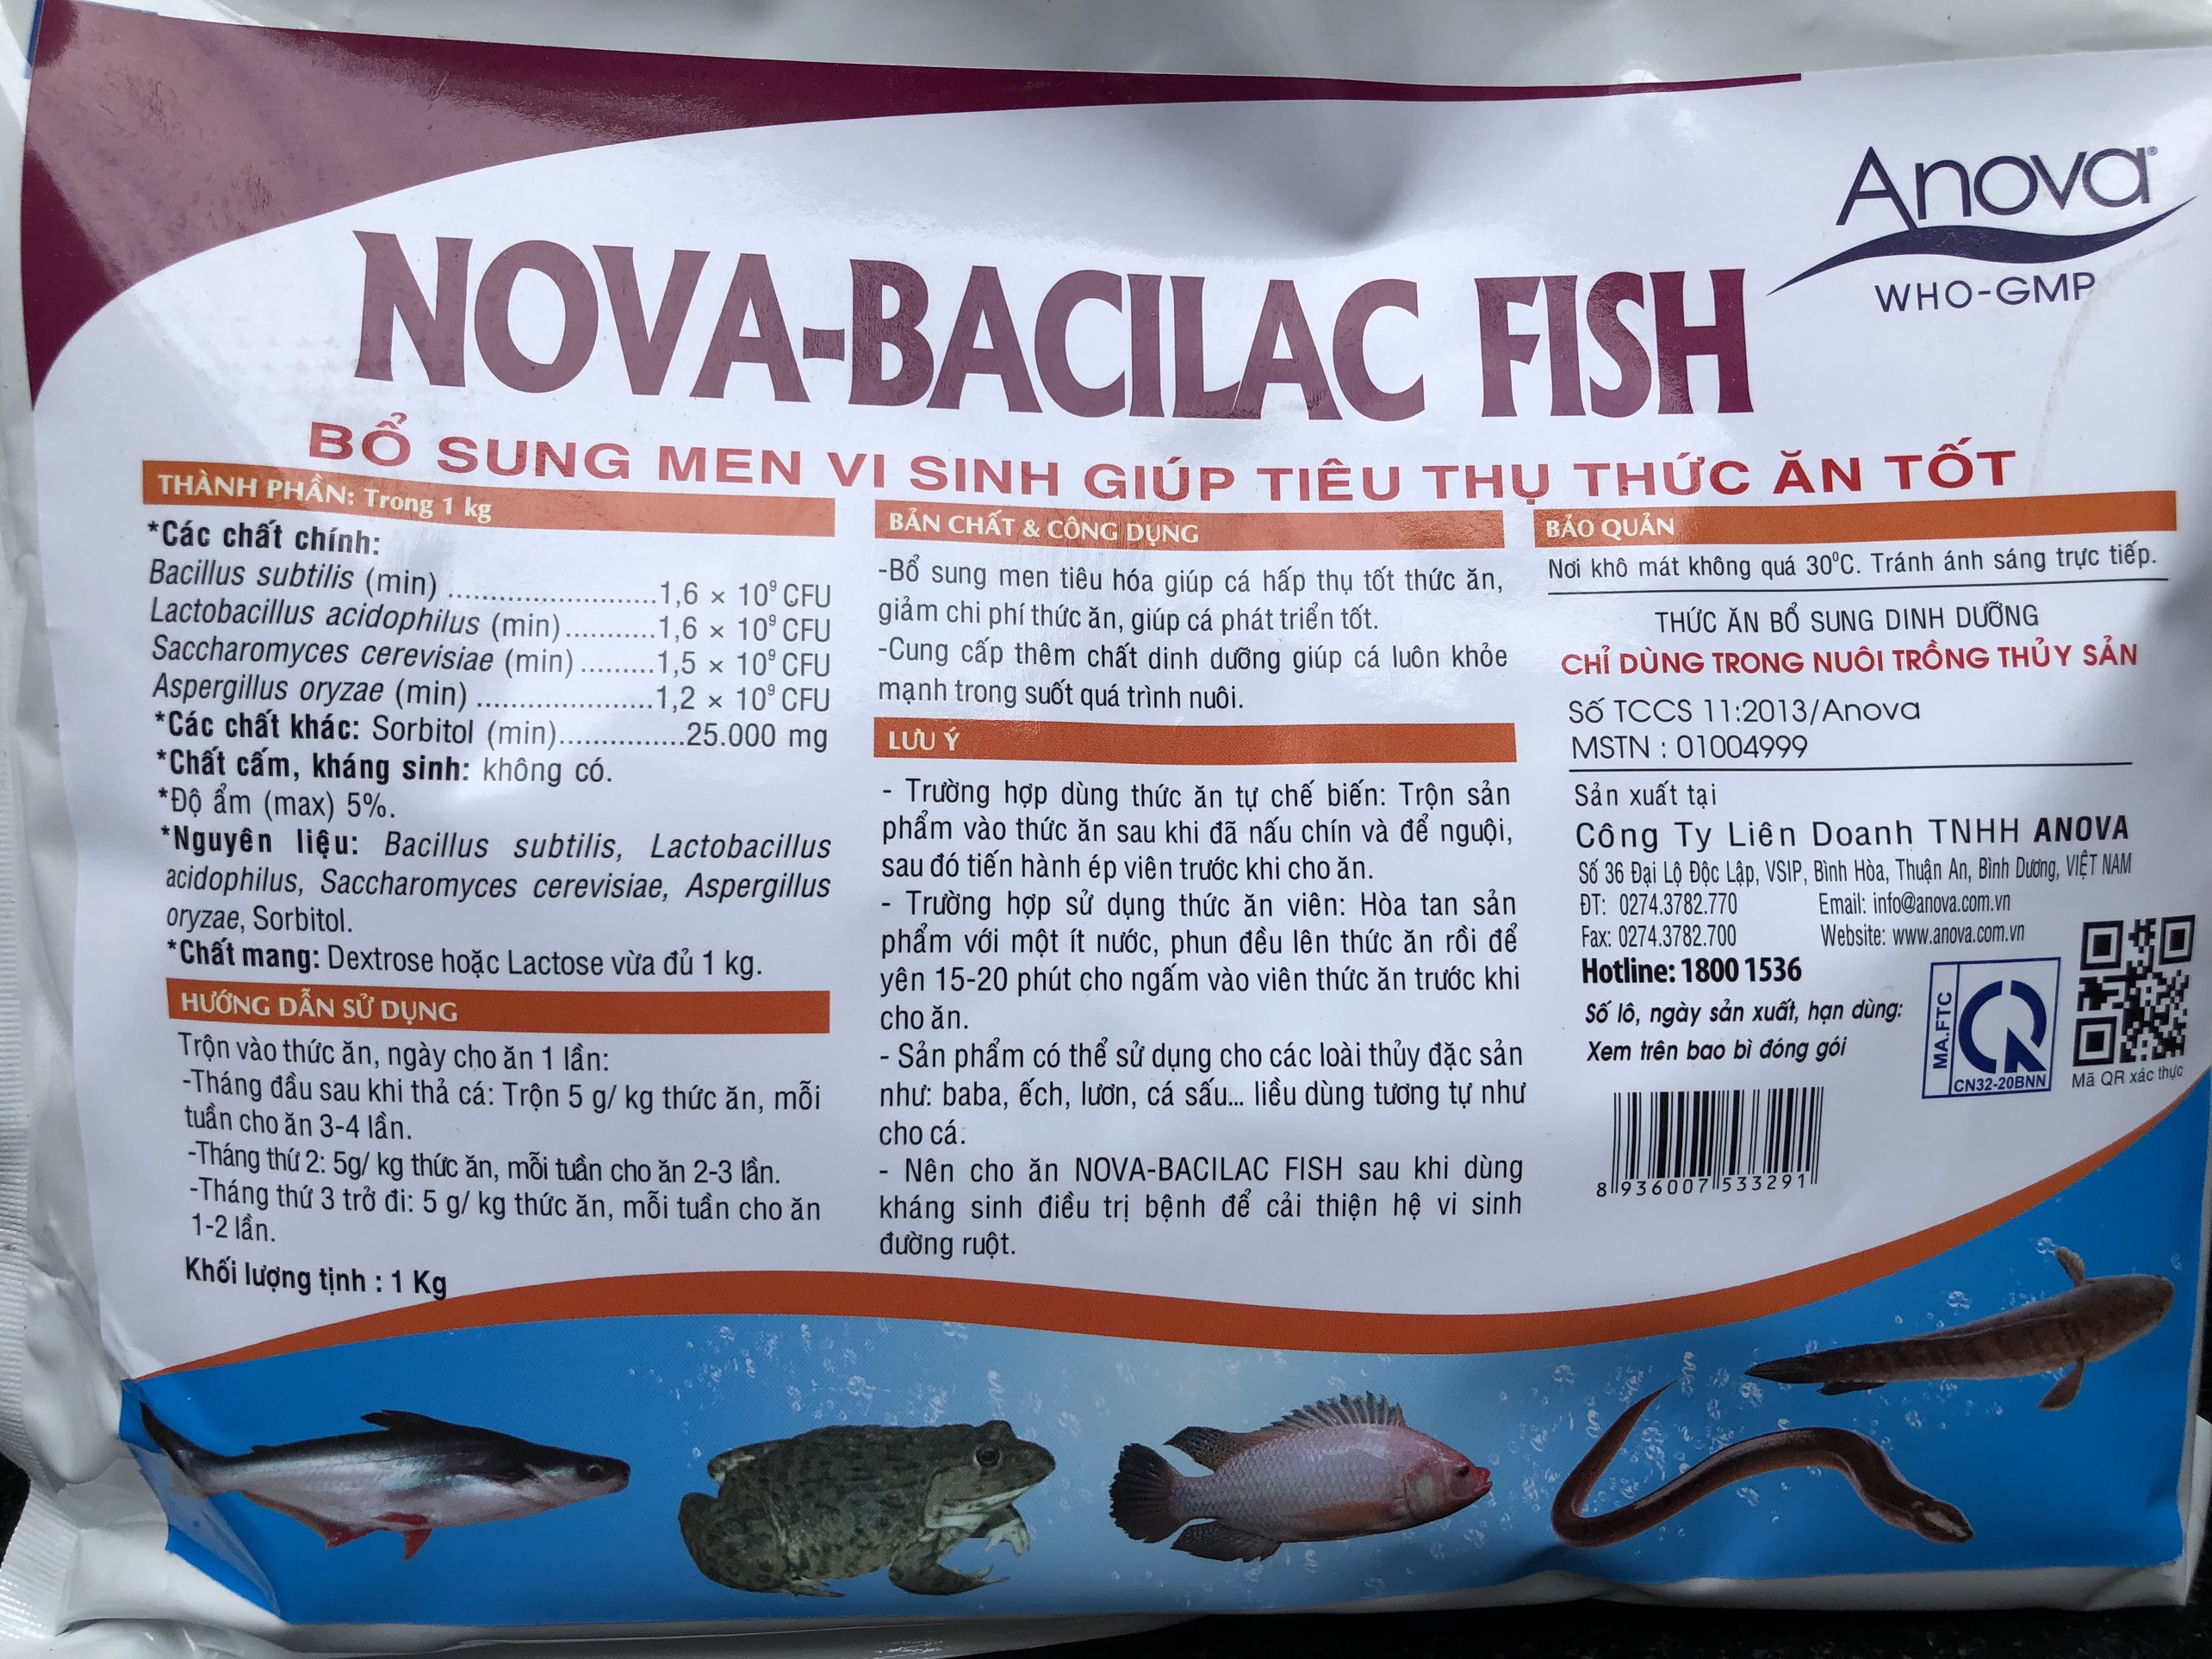 Anova®
WHO-GMP
NOVA-BACILAC FISH
BỔ SUNG MEN VI SINH GIÚP TIÊU THỤ THỨC ĂN TỐT
THÀNH PHẦN: Trong 1 kg
*Các chất chính:
Bacillus subtilis (min) ........................1,6 × 10⁹ CFU
Lactobacillus acidophilus (min)...........1,6 × 10⁹ CFU
Saccharomyces cerevisiae (min).........1,5 × 10⁹ CFU
Aspergillus oryzae (min) ....................1,2 × 10⁹ CFU
*Các chất khác: Sorbitol (min)...............25.000 mg
*Chất cấm, kháng sinh: không có.
*Độ ẩm (max) 5%.
*Nguyên liệu: Bacillus subtilis, Lactobacillus
acidophilus, Saccharomyces cerevisiae, Aspergillus
oryzae, Sorbitol.
*Chất mang: Dextrose hoặc Lactose vừa đủ 1 kg.
HƯỚNG DẪN SỬ DỤNG
Trộn vào thức ăn, ngày cho ăn 1 lần:
-Tháng đầu sau khi thả cá: Trộn 5 g/ kg thức ăn, mỗi
tuần cho ăn 3-4 lần.
-Tháng thứ 2: 5g/ kg thức ăn, mỗi tuần cho ăn 2-3 lần.
-Tháng thứ 3 trở đi: 5 g/ kg thức ăn, mỗi tuần cho ăn
1-2 lần.
Khối lượng tịnh : 1 Kg
BẢN CHẤT & CÔNG DỤNG
-Bổ sung men tiêu hóa giúp cá hấp thụ tốt thức ăn,
giảm chi phí thức ăn, giúp cá phát triển tốt.
-Cung cấp thêm chất dinh dưỡng giúp cá luôn khỏe
mạnh trong suốt quá trình nuôi.
LƯU Ý
- Trường hợp dùng thức ăn tự chế biến: Trộn sản
phẩm vào thức ăn sau khi đã nấu chín và để nguội,
sau đó tiến hành ép viên trước khi cho ăn.
- Trường hợp sử dụng thức ăn viên: Hòa tan sản
phẩm với một ít nước, phun đều lên thức ăn rồi để
yên 15-20 phút cho ngấm vào viên thức ăn trước khi
cho ăn.
- Sản phẩm có thể sử dụng cho các loài thủy đặc sản
như: baba, ếch, lươn, cá sấu... liều dùng tương tự như
cho cá.
- Nên cho ăn NOVA-BACILAC FISH sau khi dùng
kháng sinh điều trị bệnh để cải thiện hệ vi sinh
đường ruột.
BẢO QUẢN
Nơi khô mát không quá 30⁰C. Tránh ánh sáng trực tiếp.
THỨC ĂN BỔ SUNG DINH DƯỠNG
CHỈ DÙNG TRONG NUÔI TRỒNG THỦY SẢN
Số TCCS 11:2013/Anova
MSTN : 01004999
Sản xuất tại
Công Ty Liên Doanh TNHH ANOVA
Số 36 Đại Lộ Độc Lập, VSIP, Bình Hòa, Thuận An, Bình Dương, VIỆT NAM
ĐT: 0274.3782.770 Email: info@anova.com.vn
Fax: 0274.3782.700 Website: www.anova.com.vn
Hotline: 1800 1536
Số lô, ngày sản xuất, hạn dùng:
Xem trên bao bì đóng gói
MA.FTC
CN32-20BNN
Mã QR xác thực
8 936007 533291